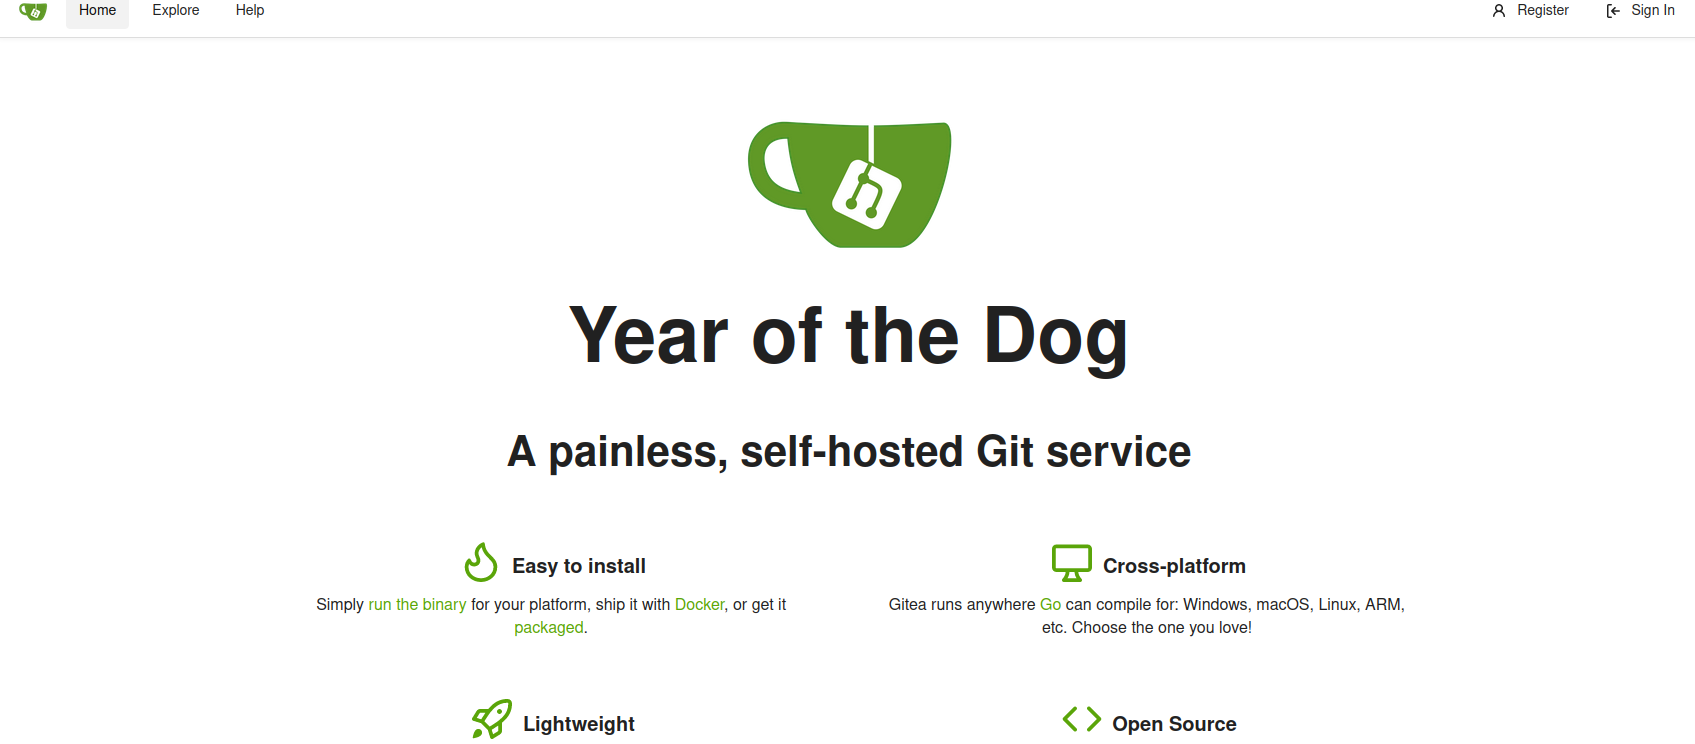 Home Explore Help Register Sign In
Year of the Dog
A painless, self-hosted Git service
Easy to install
Simply run the binary for your platform, ship it with Docker, or get it
packaged.
Cross-platform
Gitea runs anywhere Go can compile for: Windows, macOS, Linux, ARM,
etc. Choose the one you love!
Lightweight
Open Source